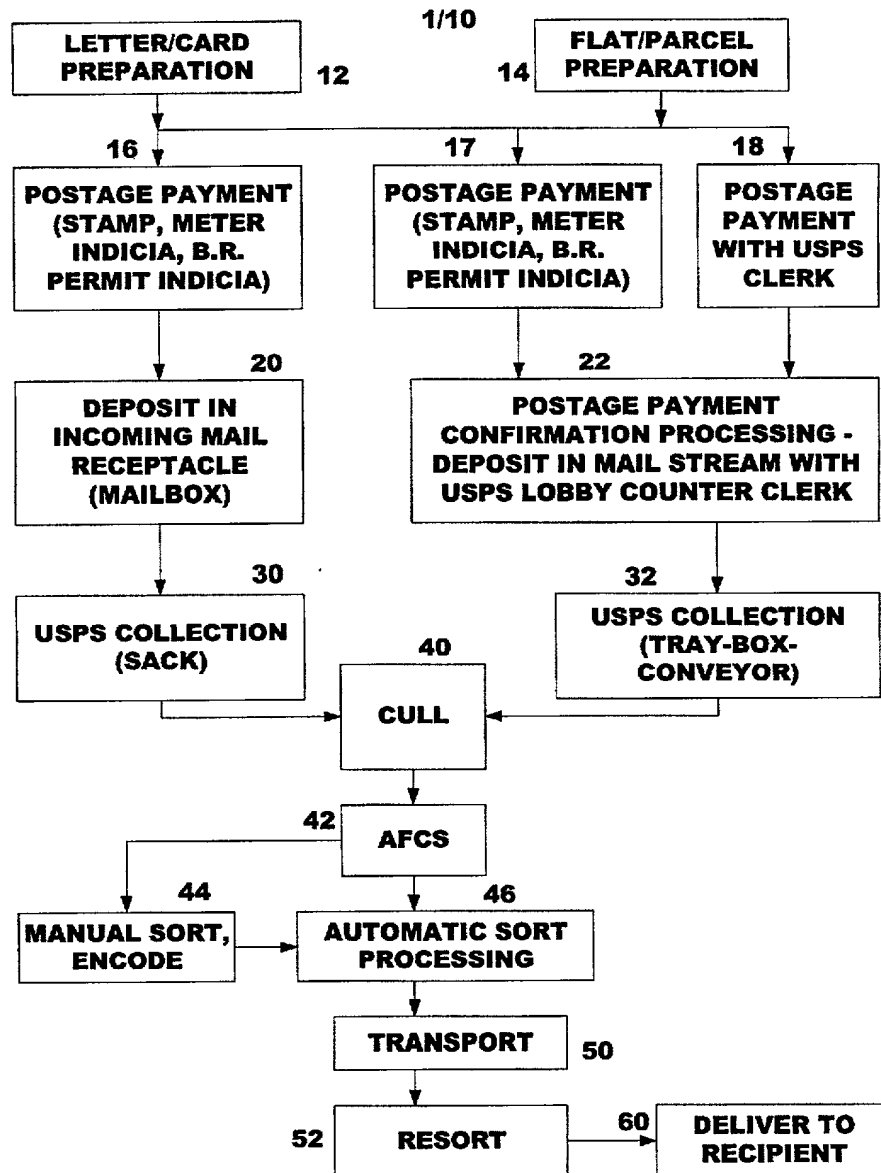 1/10
LETTER/CARD
PREPARATION
12
FLAT/PARCEL
PREPARATION
14
16
POSTAGE PAYMENT
(STAMP, METER
INDICIA, B.R.
PERMIT INDICIA)
17
POSTAGE PAYMENT
(STAMP, METER
INDICIA, B.R.
PERMIT INDICIA)
18
POSTAGE
PAYMENT
WITH USPS
CLERK
20
DEPOSIT IN
INCOMING MAIL
RECEPTACLE
(MAILBOX)
22
POSTAGE PAYMENT
CONFIRMATION PROCESSING -
DEPOSIT IN MAIL STREAM WITH
USPS LOBBY COUNTER CLERK
30
USPS COLLECTION
(SACK)
32
USPS COLLECTION
(TRAY-BOX-
CONVEYOR)
40
CULL
42
AFCS
44
MANUAL SORT,
ENCODE
46
AUTOMATIC SORT
PROCESSING
TRANSPORT
50
52
RESORT
60
DELIVER TO
RECIPIENT